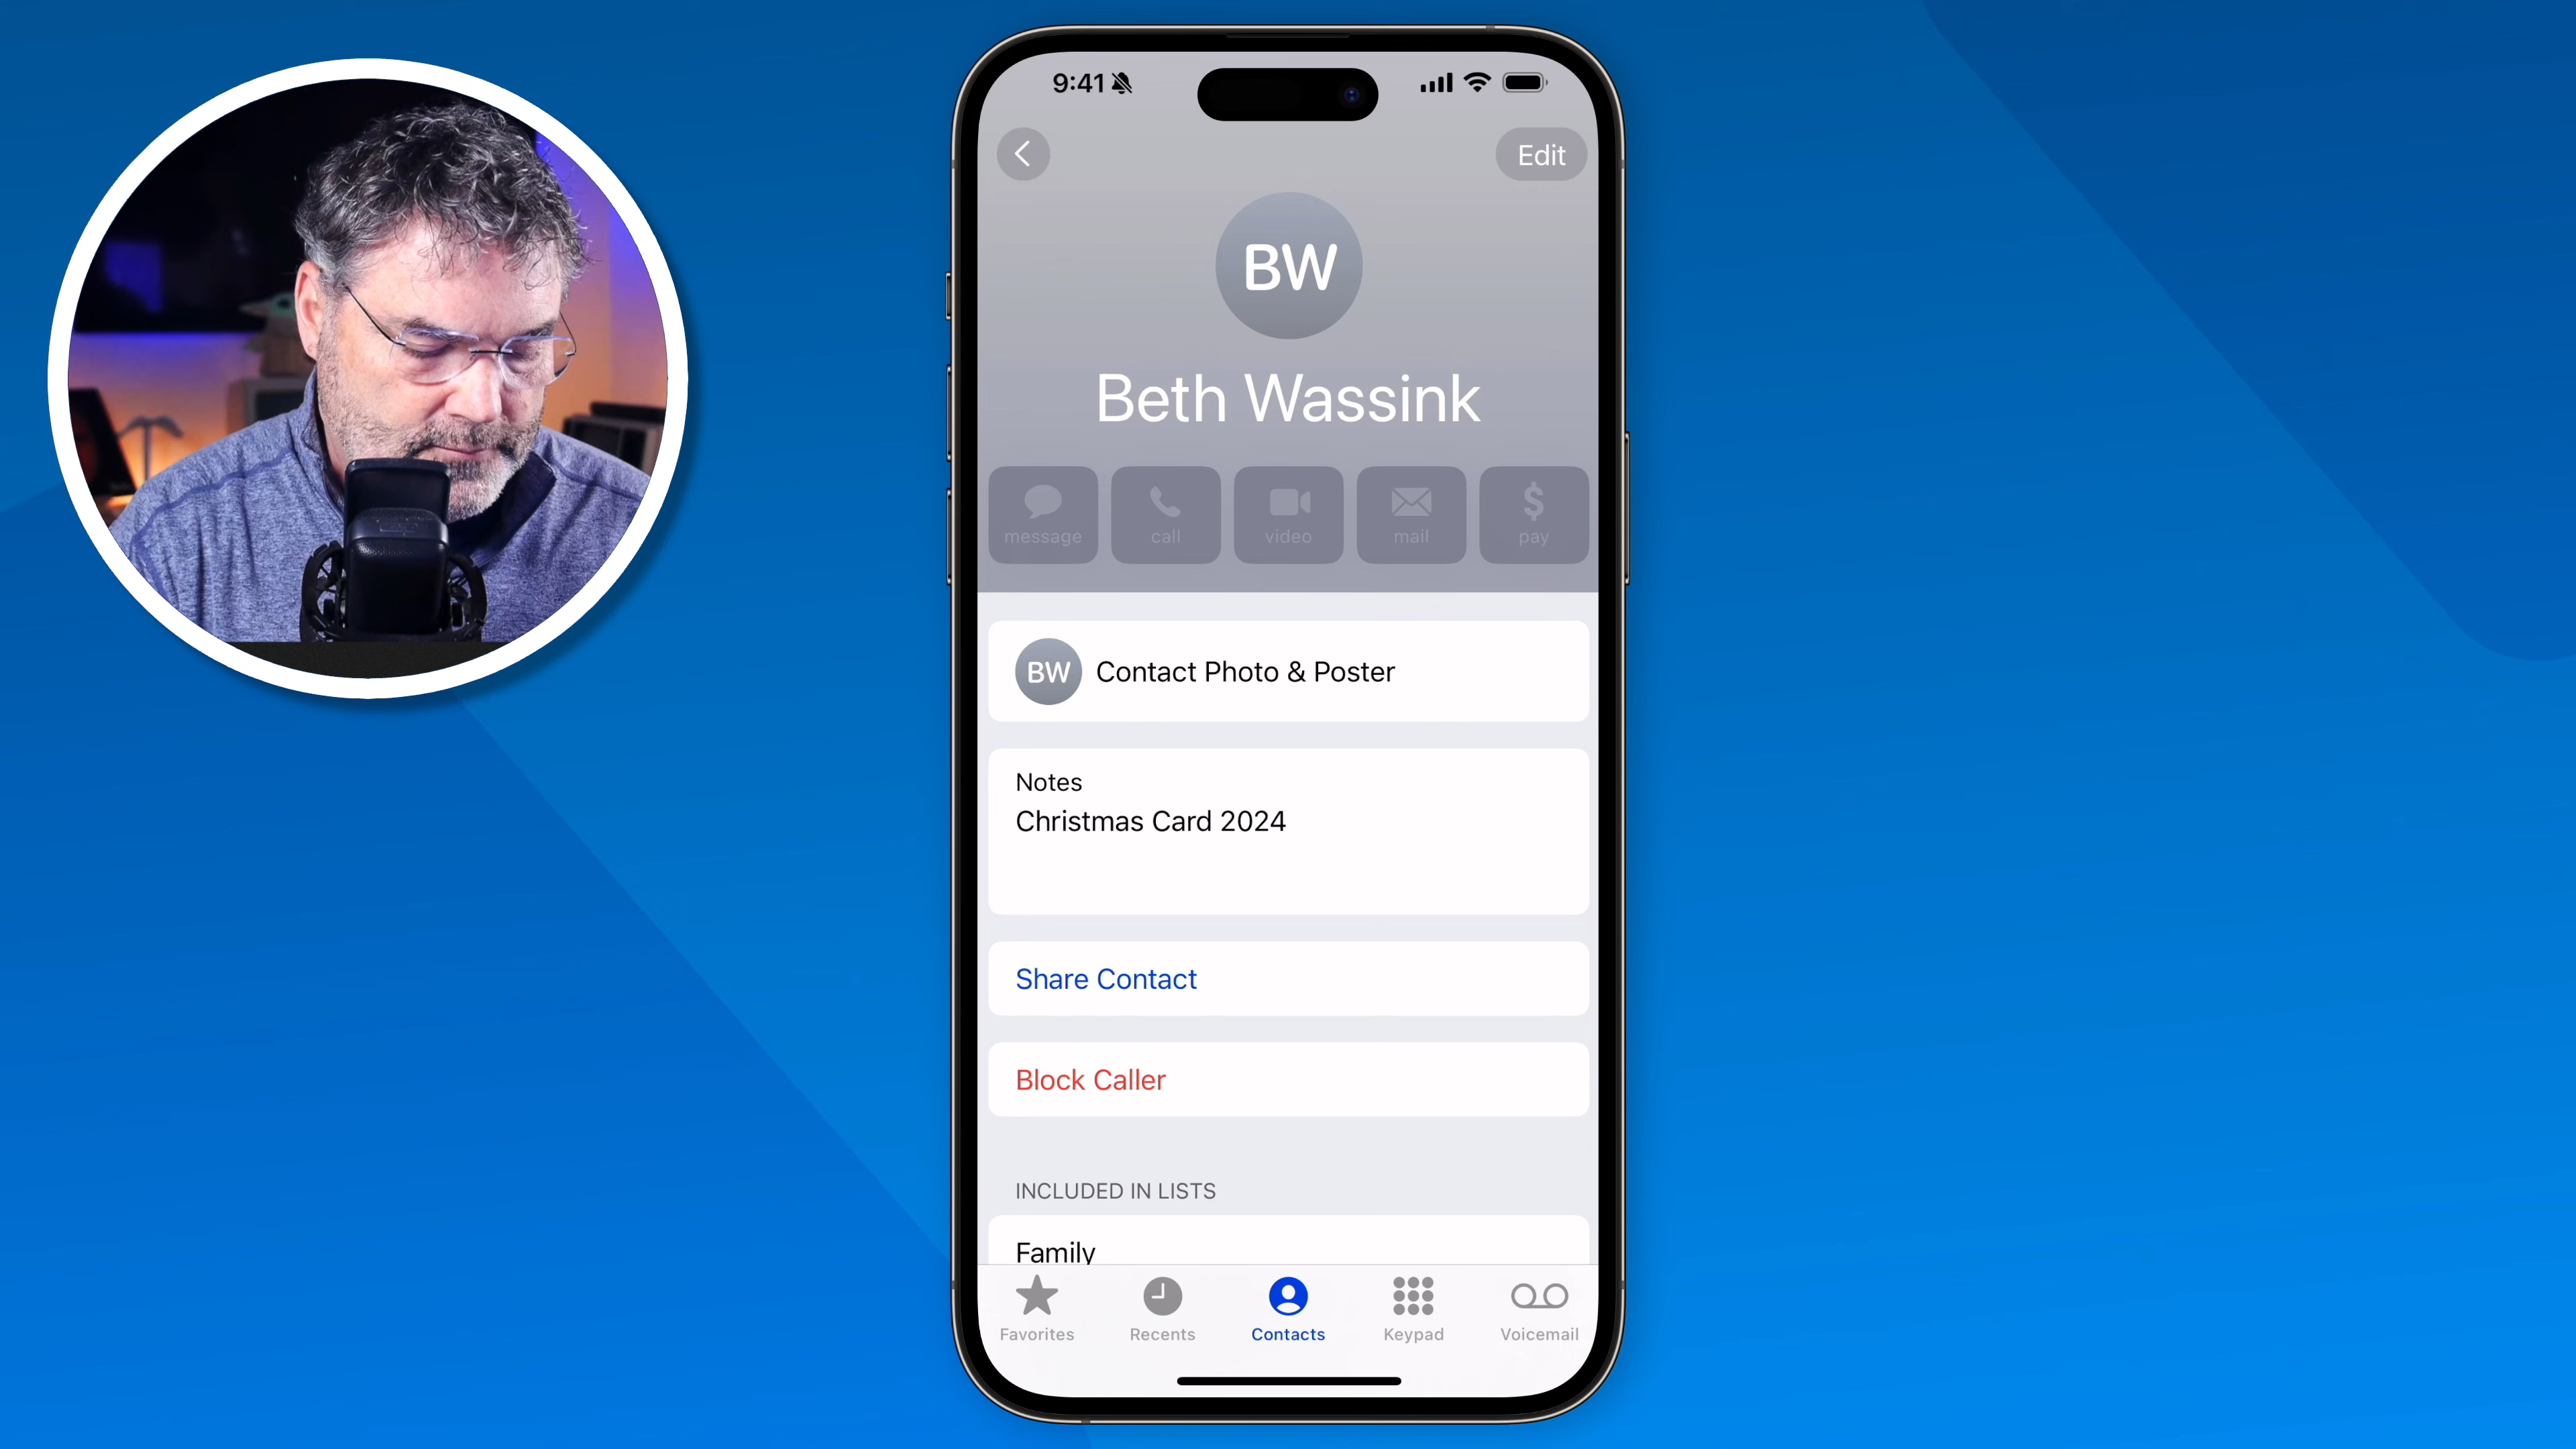 9:41
Edit
BW
Beth Wassink
message call video mail pay
BW Contact Photo & Poster
Notes
Christmas Card 2024
Share Contact
Block Caller
INCLUDED IN LISTS
Family
Favorites Recents Contacts Keypad Voicemail